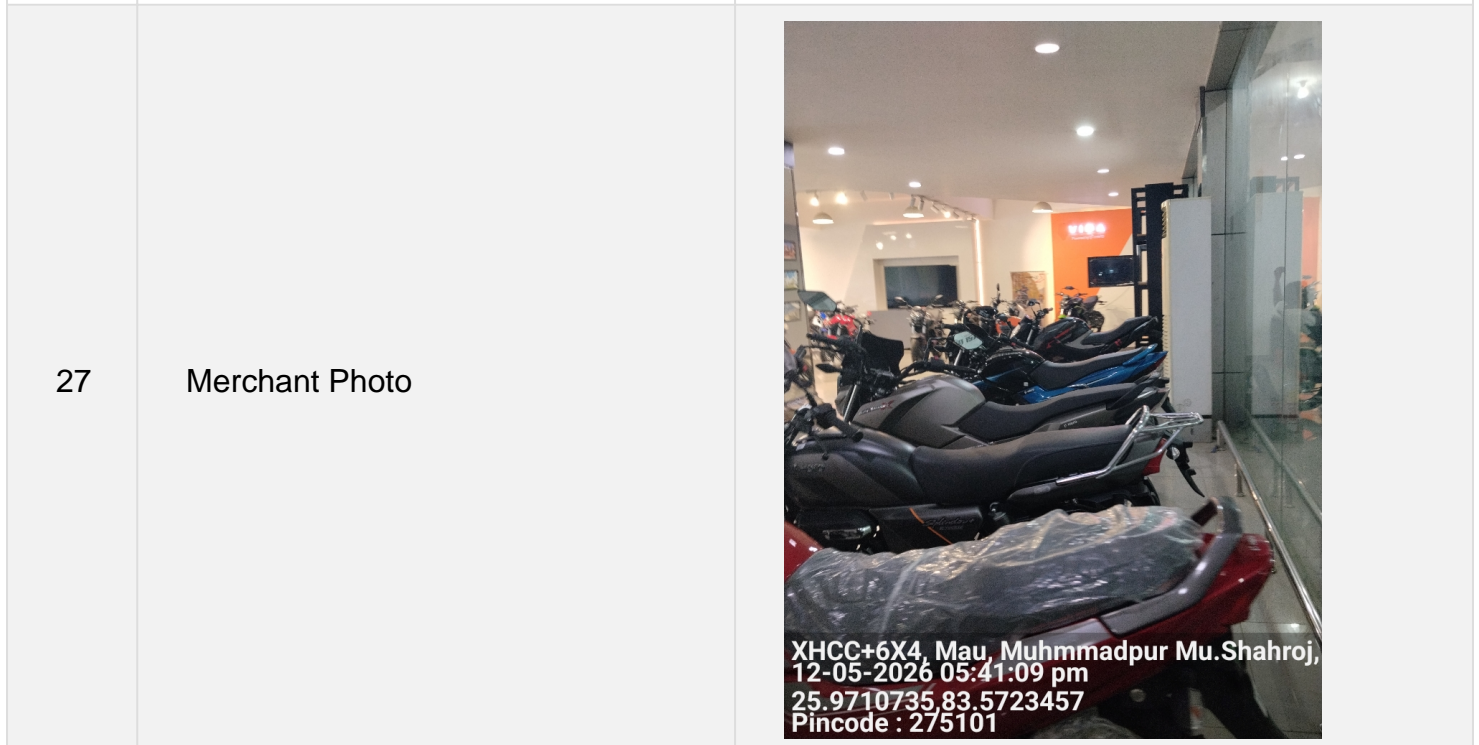 27
Merchant Photo
VIDA
XHCC+6X4, Mau, Muhmmadpur Mu.Shahroj,
12-05-2026 05:41:09 pm
25.9710735,83.5723457
Pincode : 275101